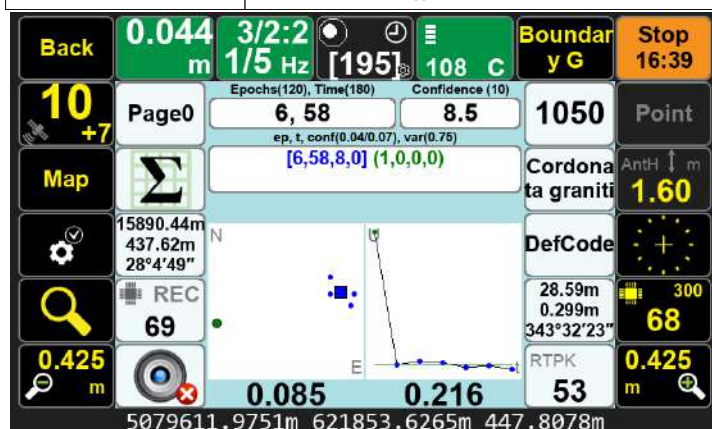 Back
0.044
m
3/2:2
1/5 Hz
[195]
108 C
Boundar
y G
Stop
16:39
10
+7
Page0
Epochs(120), Time(180)
6, 58
Confidence (10)
8.5
1050
Point
ep, t, conf(0.04/0.07), var(0.75)
Map
Σ
[6,58,8,0] (1,0,0,0)
Cordona
ta graniti
AntH m
1.60
15890.44m
437.62m
28°4'49"
N
E
U
t
DefCode
REC
69
28.59m
0.299m
343°32'23"
300
68
0.425
m
0.085
0.216
RTPK
53
0.425
m
5079611.9751m 621853.6265m 447.8078m